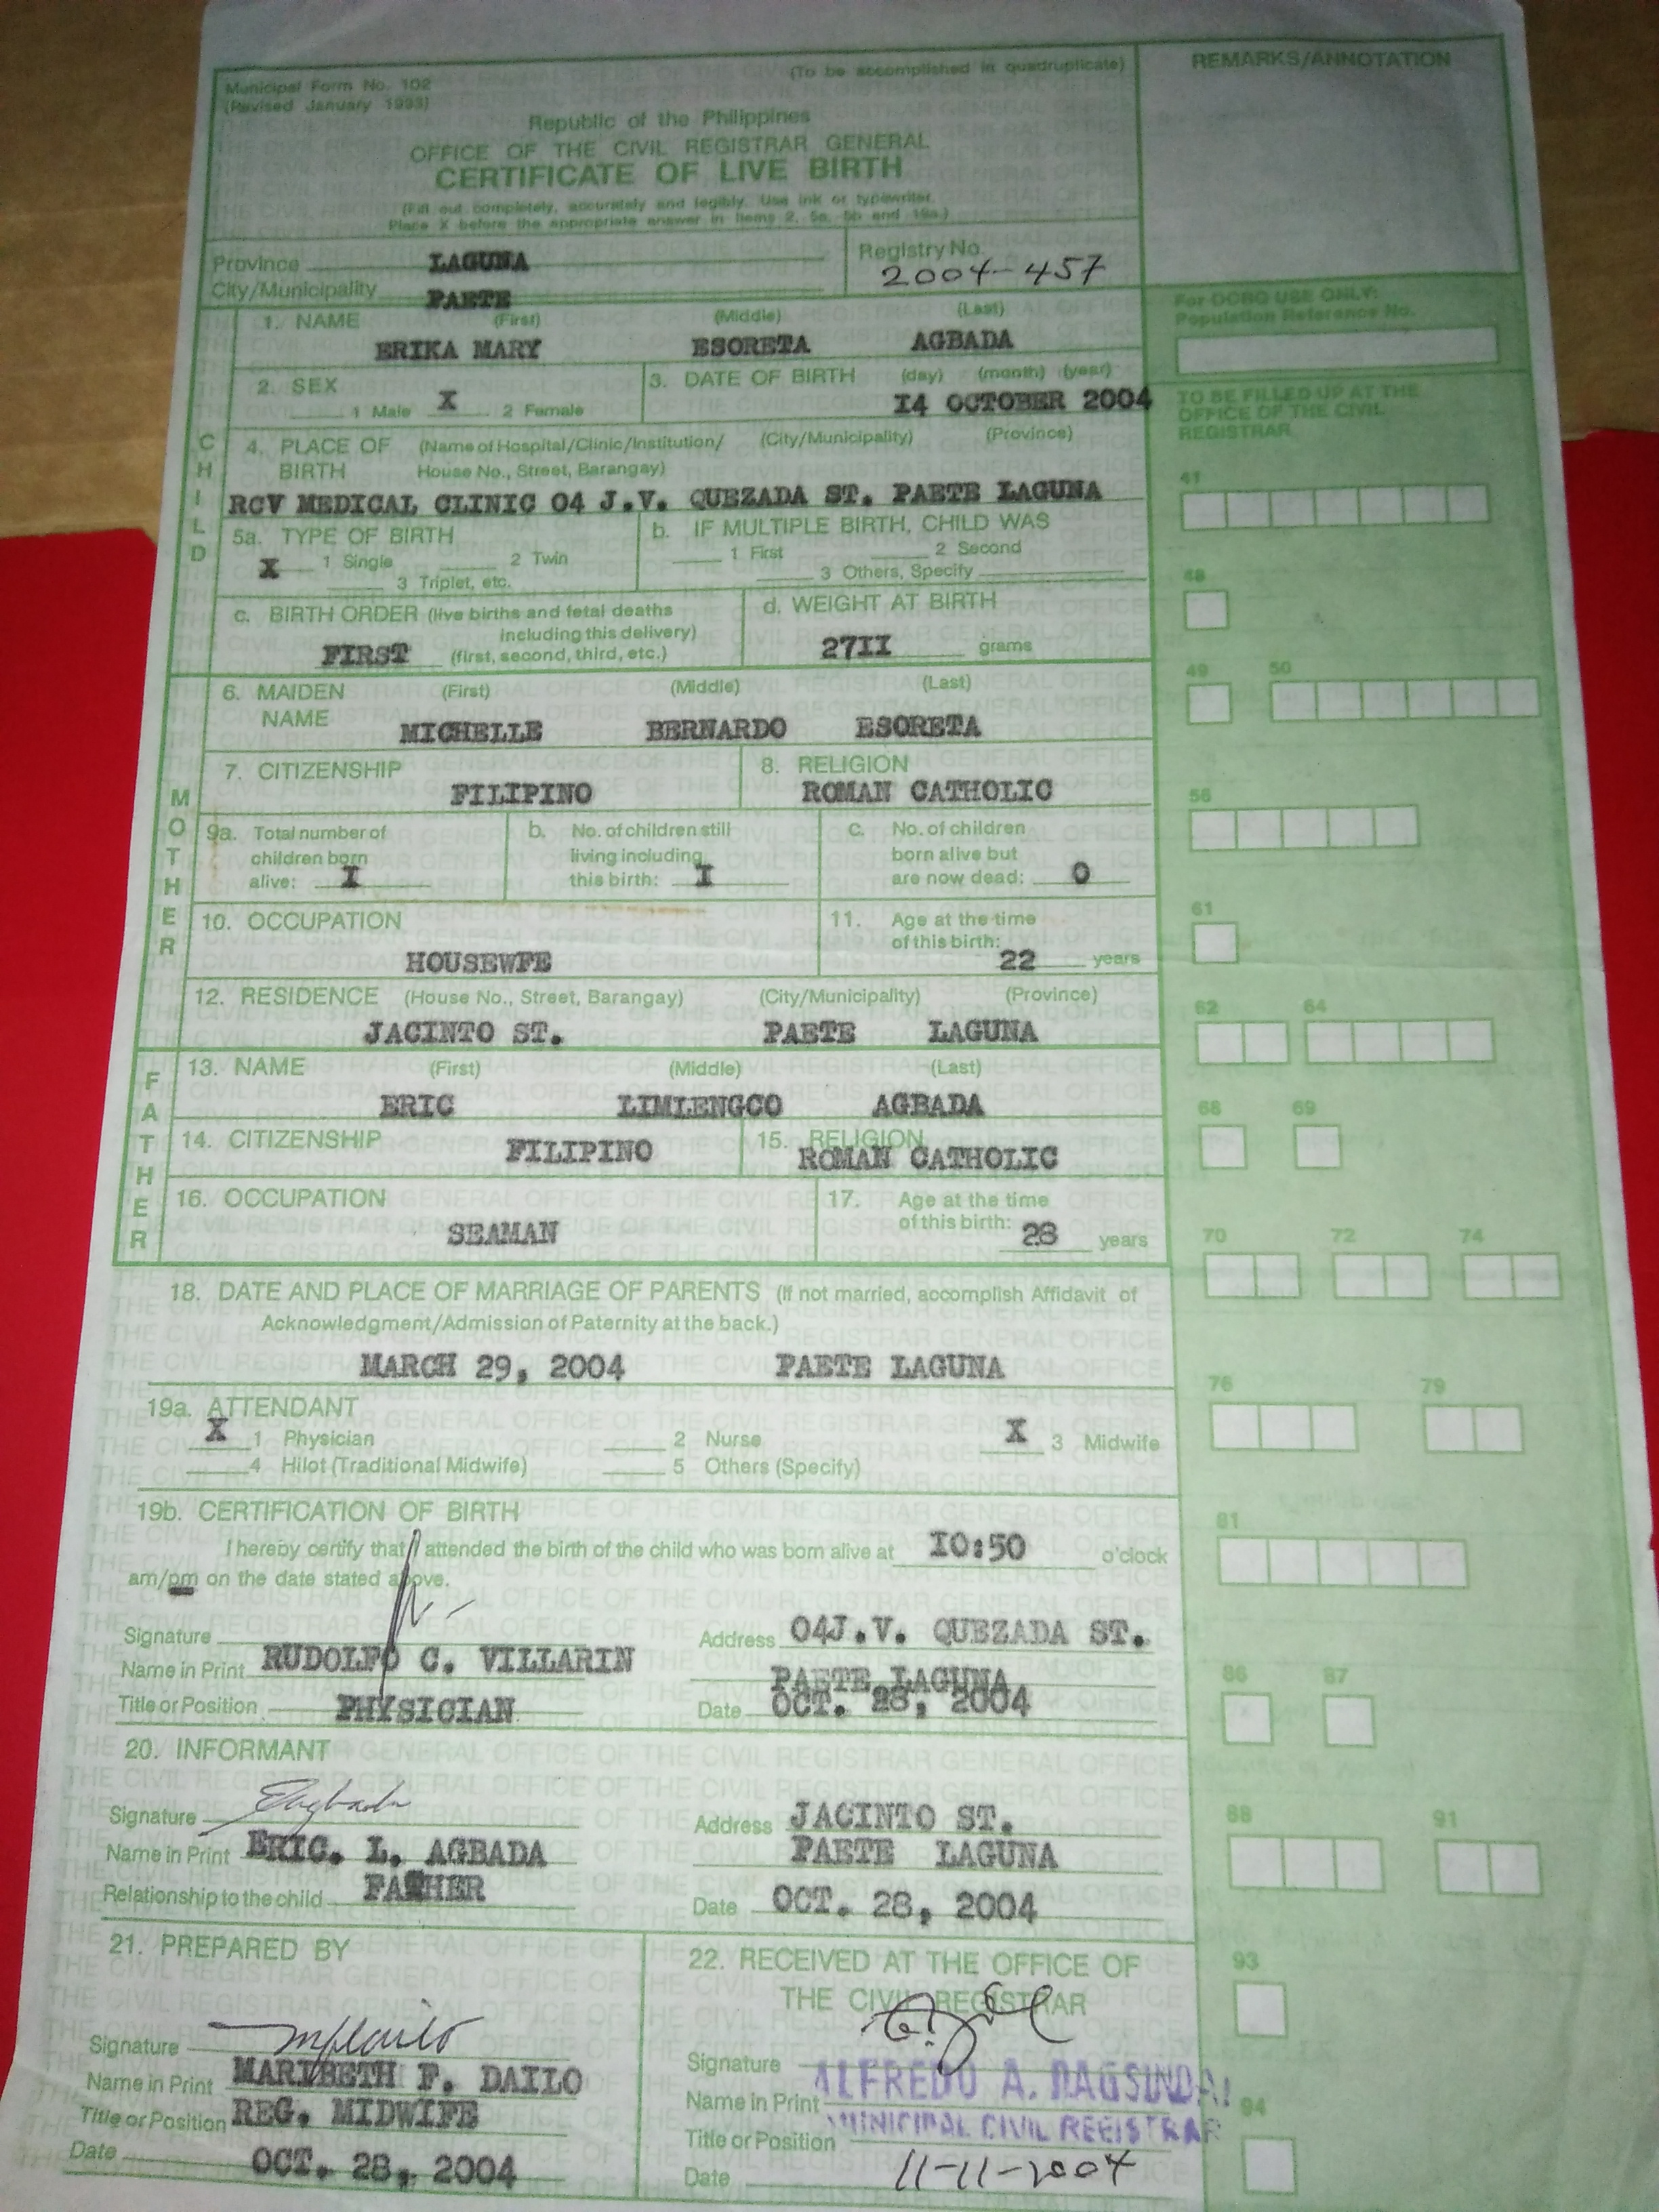 Municipal Form No. 102
(Revised January 1993)
(To be accomplished in quadruplicate)
REMARKS/ANNOTATION
Republic of the Philippines
OFFICE OF THE CIVIL REGISTRAR GENERAL
CERTIFICATE OF LIVE BIRTH
(Fill out completely, accurately and legibly. Use ink or typewriter.
Place X before the appropriate answer in Items 2, 5a, 5b and 19a.)
Province LAGUNA
City/Municipality PAETE
Registry No.
2004-457
For OCRG USE ONLY:
Population Reference No.
1. NAME (First) (Middle) (Last)
ERIKA MARY ESORETA AGBADA
2. SEX
1 Male X 2 Female
3. DATE OF BIRTH (day) (month) (year)
I4 OCTOBER 2004
TO BE FILLED UP AT THE
OFFICE OF THE CIVIL
REGISTRAR
CHILD
4. PLACE OF (Name of Hospital/Clinic/Institution/ (City/Municipality) (Province)
BIRTH House No., Street, Barangay)
RCV MEDICAL CLINIC 04 J.V. QUEZADA ST. PAETE LAGUNA
41
5a. TYPE OF BIRTH
X 1 Single 2 Twin
3 Triplet, etc.
b. IF MULTIPLE BIRTH, CHILD WAS
1 First 2 Second
3 Others, Specify
48
c. BIRTH ORDER (live births and fetal deaths
including this delivery)
FIRST (first, second, third, etc.)
d. WEIGHT AT BIRTH
27II grams
49 50
MOTHER
6. MAIDEN (First) (Middle) (Last)
NAME
MICHELLE BERNARDO ESORETA
7. CITIZENSHIP
FILIPINO
8. RELIGION
ROMAN CATHOLIC
56
9a. Total number of
children born
alive: I
b. No. of children still
living including
this birth: I
c. No. of children
born alive but
are now dead: 0
10. OCCUPATION
HOUSEWFE
11. Age at the time
of this birth:
22 years
61
12. RESIDENCE (House No., Street, Barangay) (City/Municipality) (Province)
JACINTO ST. PAETE LAGUNA
62 64
FATHER
13. NAME (First) (Middle) (Last)
ERIC LIMLENGCO AGBADA
68 69
14. CITIZENSHIP FILIPINO
15. RELIGION
ROMAN CATHOLIC
16. OCCUPATION
SEAMAN
17. Age at the time
of this birth: 28 years
70 72 74
18. DATE AND PLACE OF MARRIAGE OF PARENTS (If not married, accomplish Affidavit of
Acknowledgment/Admission of Paternity at the back.)
MARCH 29, 2004 PAETE LAGUNA
76 79
19a. ATTENDANT
X 1 Physician 2 Nurse X 3 Midwife
4 Hilot (Traditional Midwife) 5 Others (Specify)
19b. CERTIFICATION OF BIRTH
I hereby certify that I attended the birth of the child who was born alive at I0:50 o'clock
am/pm on the date stated above.
81
Signature
Name in Print RUDOLFO C. VILLARIN
Title or Position PHYSICIAN
Address 04J.V. QUEZADA ST.
PAETE LAGUNA
Date OCT. 28, 2004
86 87
20. INFORMANT
Signature EAgbada
Name in Print ERIC. L. AGBADA
Relationship to the child FATHER
Address JACINTO ST.
PAETE LAGUNA
Date OCT. 28, 2004
88 91
21. PREPARED BY
Signature
Name in Print MARIBETH F. DAILO
Title or Position REG. MIDWIFE
Date OCT. 28, 2004
22. RECEIVED AT THE OFFICE OF
THE CIVIL REGISTRAR
Signature
Name in Print ALFREDO A.
Title or Position MUNICIPAL CIVIL REGISTRAR
Date 11-11-2004
93
94